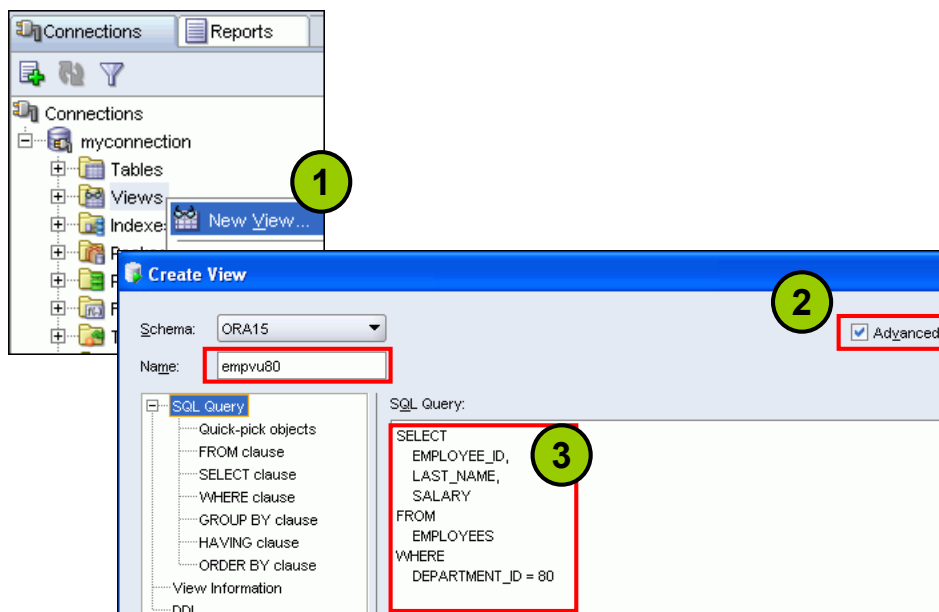 Connections
Reports
Connections
myconnection
Tables
Views
New View...
1
Create View
2
Schema:
ORA15
Advanced
Name:
empvu80
SQL Query
Quick-pick objects
FROM clause
SELECT clause
WHERE clause
GROUP BY clause
HAVING clause
ORDER BY clause
View Information
DDL
SQL Query:
3
SELECT
EMPLOYEE_ID,
LAST_NAME,
SALARY
FROM
EMPLOYEES
WHERE
DEPARTMENT_ID = 80